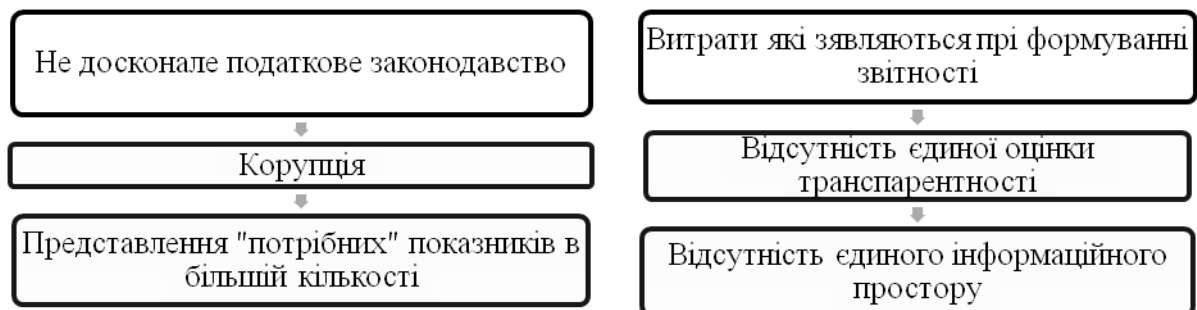 Не досконале податкове законодавство
Корупція
Представлення "потрібних" показників в
більшій кількості
Витрати які зявляються прі формуванні
звітності
Відсутність єдиної оцінки
транспарентності
Відсутність єдиного інформаційного
простору